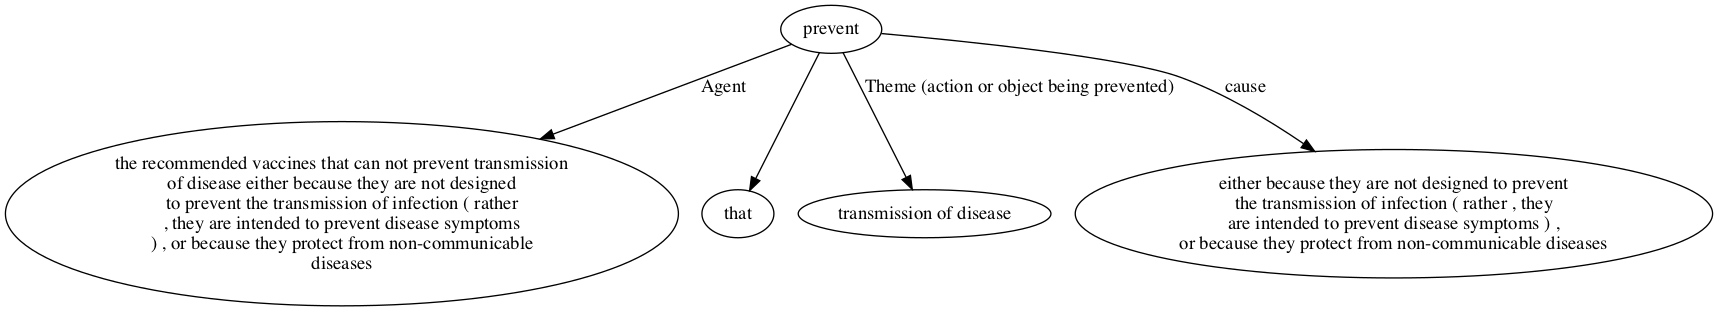 prevent
Agent
Theme (action or object being prevented)
cause
the recommended vaccines that can not prevent transmission
of disease either because they are not designed
to prevent the transmission of infection ( rather
, they are intended to prevent disease symptoms
) , or because they protect from non-communicable
diseases
that
transmission of disease
either because they are not designed to prevent
the transmission of infection ( rather , they
are intended to prevent disease symptoms ) ,
or because they protect from non-communicable diseases